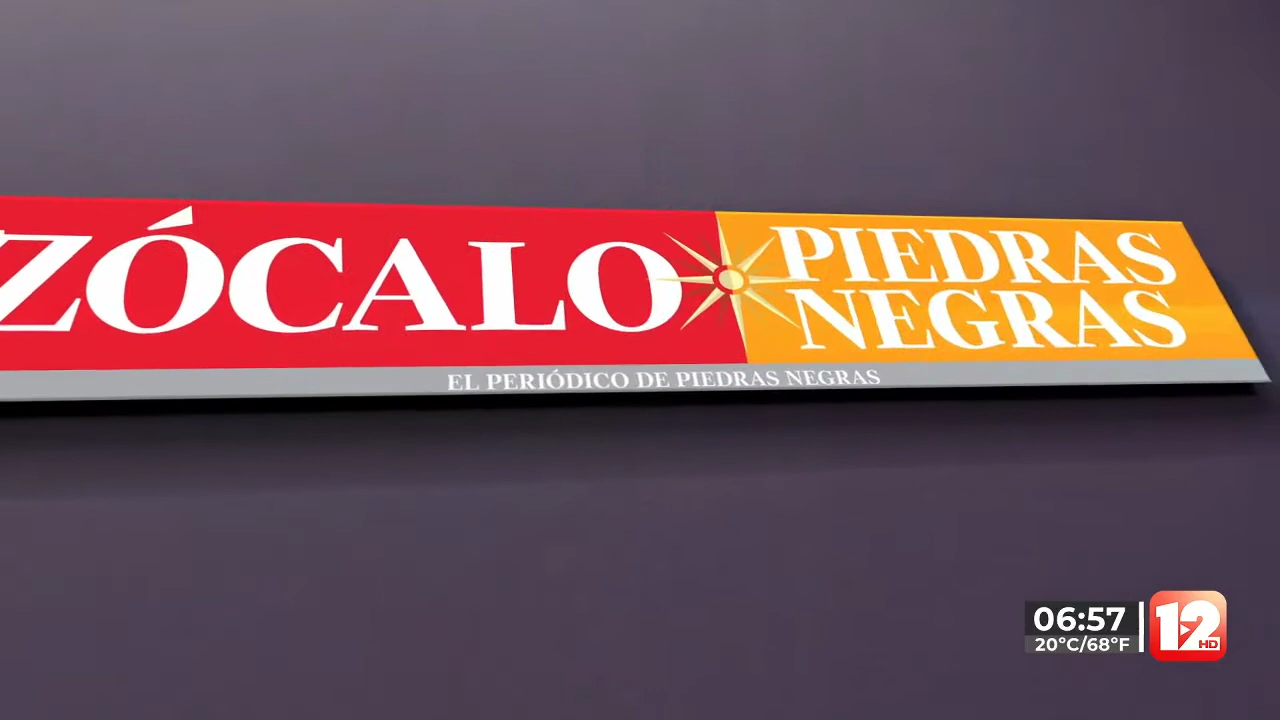 ZÓCALO
PIEDRAS
NEGRAS
EL PERIÓDICO DE PIEDRAS NEGRAS
06:57
20°C/68°F
12
HD